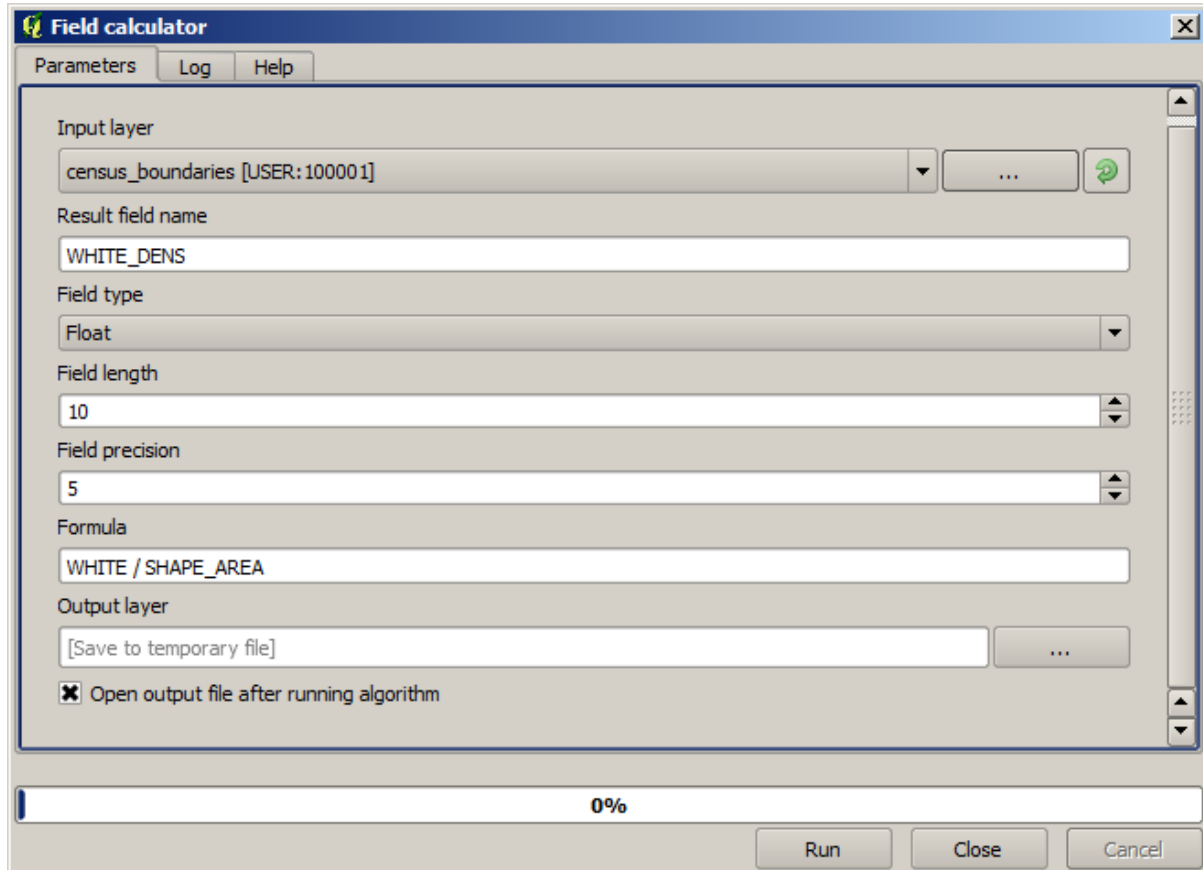 Field calculator
Parameters Log Help
Input layer
census_boundaries [USER:100001]
...
Result field name
WHITE_DENS
Field type
Float
Field length
10
Field precision
5
Formula
WHITE / SHAPE_AREA
Output layer
[Save to temporary file]
...
Open output file after running algorithm
0%
Run Close Cancel